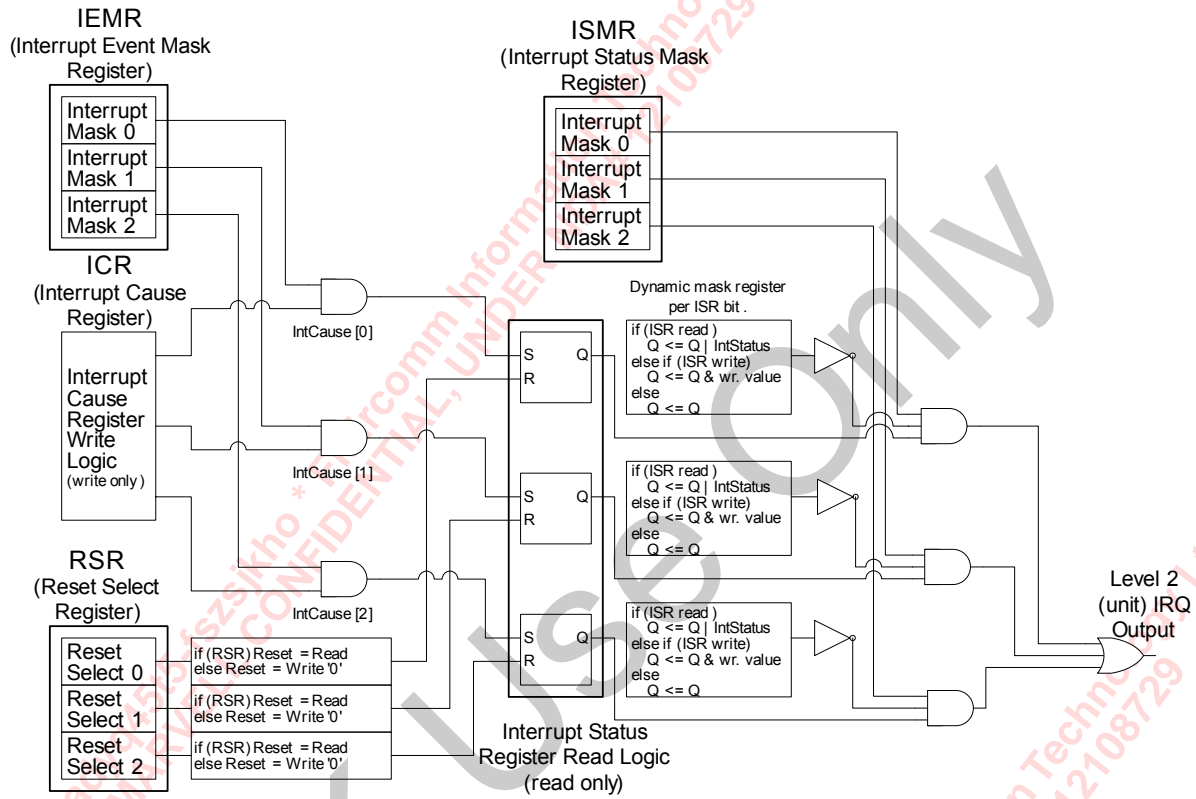 IEMR
(Interrupt Event Mask
Register)
Interrupt
Mask 0
Interrupt
Mask 1
Interrupt
Mask 2
ICR
(Interrupt Cause
Register)
Interrupt
Cause
Register
Write
Logic
(write only )
RSR
(Reset Select
Register)
Reset
Select 0
Reset
Select 1
Reset
Select 2
if (RSR) Reset = Read
else Reset = Write '0'
if (RSR) Reset = Read
else Reset = Write '0'
if (RSR) Reset = Read
else Reset = Write '0'
IntCause [0]
IntCause [1]
IntCause [2]
S Q
R
S Q
R
S Q
R
Interrupt Status
Register Read Logic
(read only)
ISMR
(Interrupt Status Mask
Register)
Interrupt
Mask 0
Interrupt
Mask 1
Interrupt
Mask 2
Dynamic mask register
per ISR bit .
if (ISR read )
Q <= Q | IntStatus
else if (ISR write)
Q <= Q & wr. value
else
Q <= Q
if (ISR read )
Q <= Q | IntStatus
else if (ISR write)
Q <= Q & wr. value
else
Q <= Q
if (ISR read )
Q <= Q | IntStatus
else if (ISR write)
Q <= Q & wr. value
else
Q <= Q
Level 2
(unit) IRQ
Output
Use Only